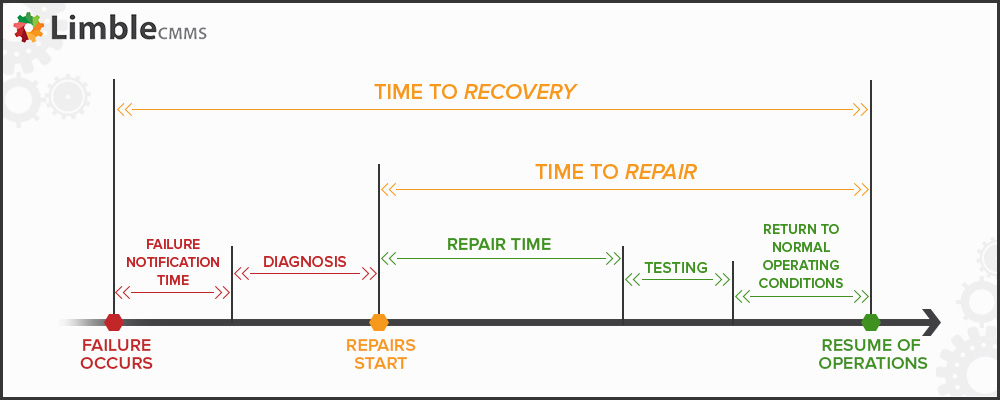 Limble CMMS
TIME TO RECOVERY
TIME TO REPAIR
FAILURE
NOTIFICATION
TIME
DIAGNOSIS
REPAIR TIME
TESTING
RETURN TO
NORMAL
OPERATING
CONDITIONS
FAILURE
OCCURS
REPAIRS
START
RESUME OF
OPERATIONS